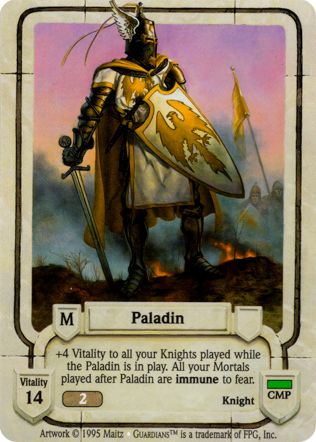 M
Paladin
+4 Vitality to all your Knights played while
the Paladin is in play. All your Mortals
played after Paladin are immune to fear.
Vitality
14
2
Knight
CMP
Artwork © 1995 Maitz • GUARDIANS™ is a trademark of FPG, Inc.